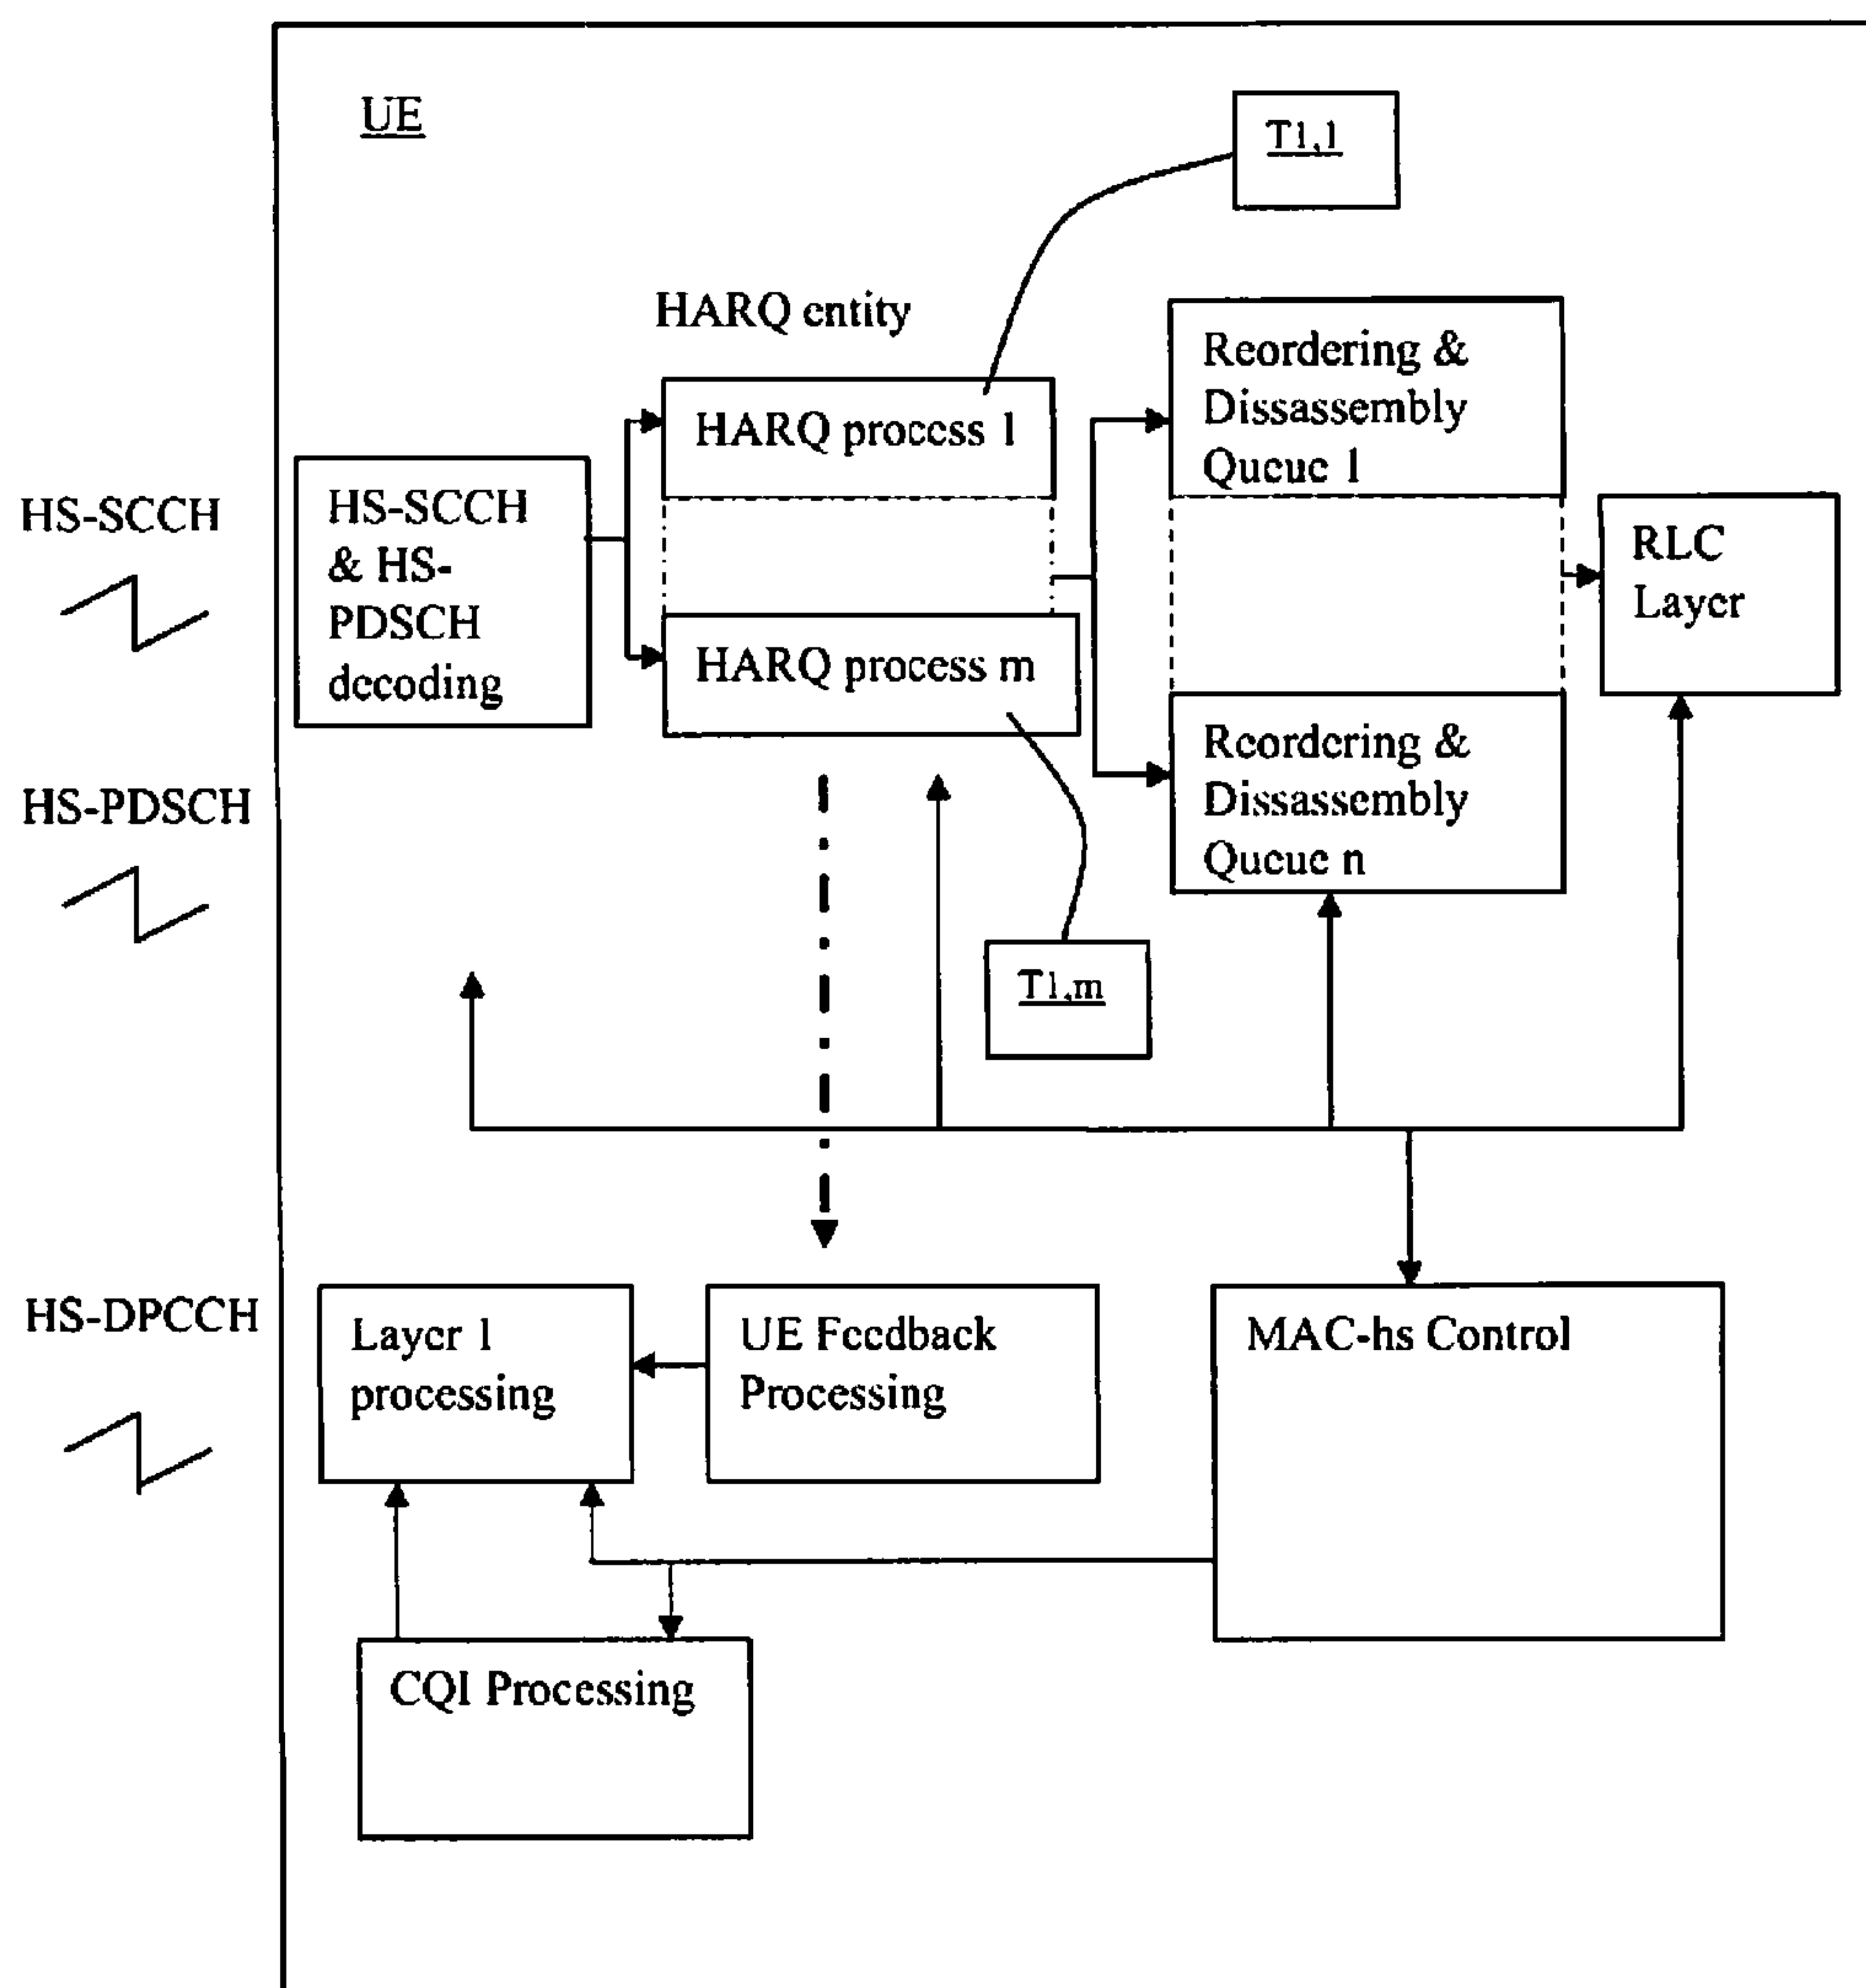 UE
T1,1
HARQ entity
HARQ process 1
Reordering &
Dissassembly
Queue 1
HS-SCCH
HS-SCCH
& HS-
PDSCH
decoding
RLC
Layer
HARQ process m
Reordering &
Dissassembly
Queue n
HS-PDSCH
T1,m
HS-DPCCH
Layer 1
processing
UE Feedback
Processing
MAC-hs Control
CQI Processing